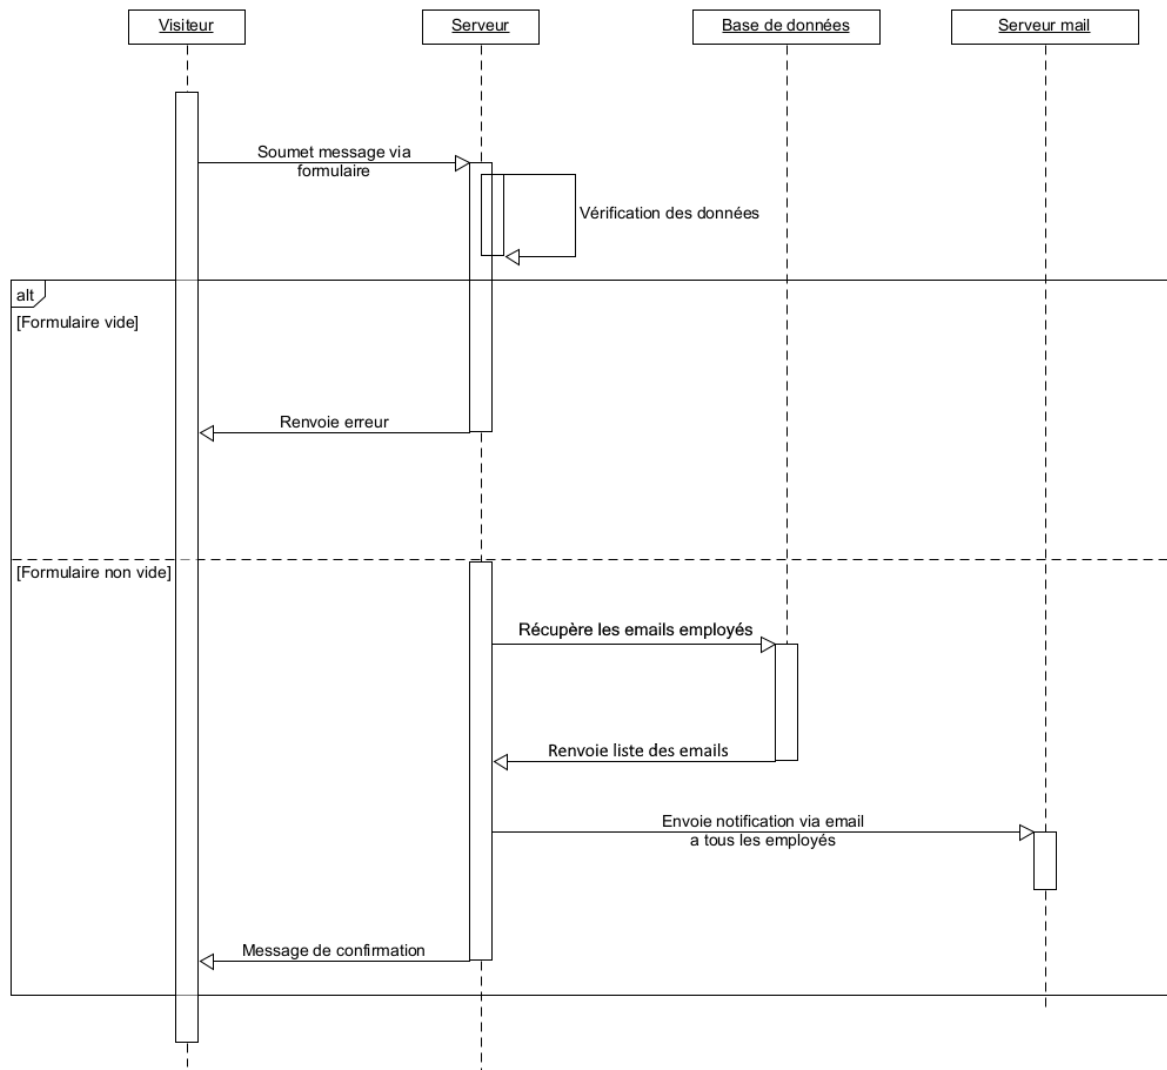 Visiteur
Serveur
Base de données
Serveur mail
Soumet message via
formulaire
Vérification des données
alt
[Formulaire vide]
Renvoie erreur
[Formulaire non vide]
Récupère les emails employés
Renvoie liste des emails
Envoie notification via email
a tous les employés
Message de confirmation